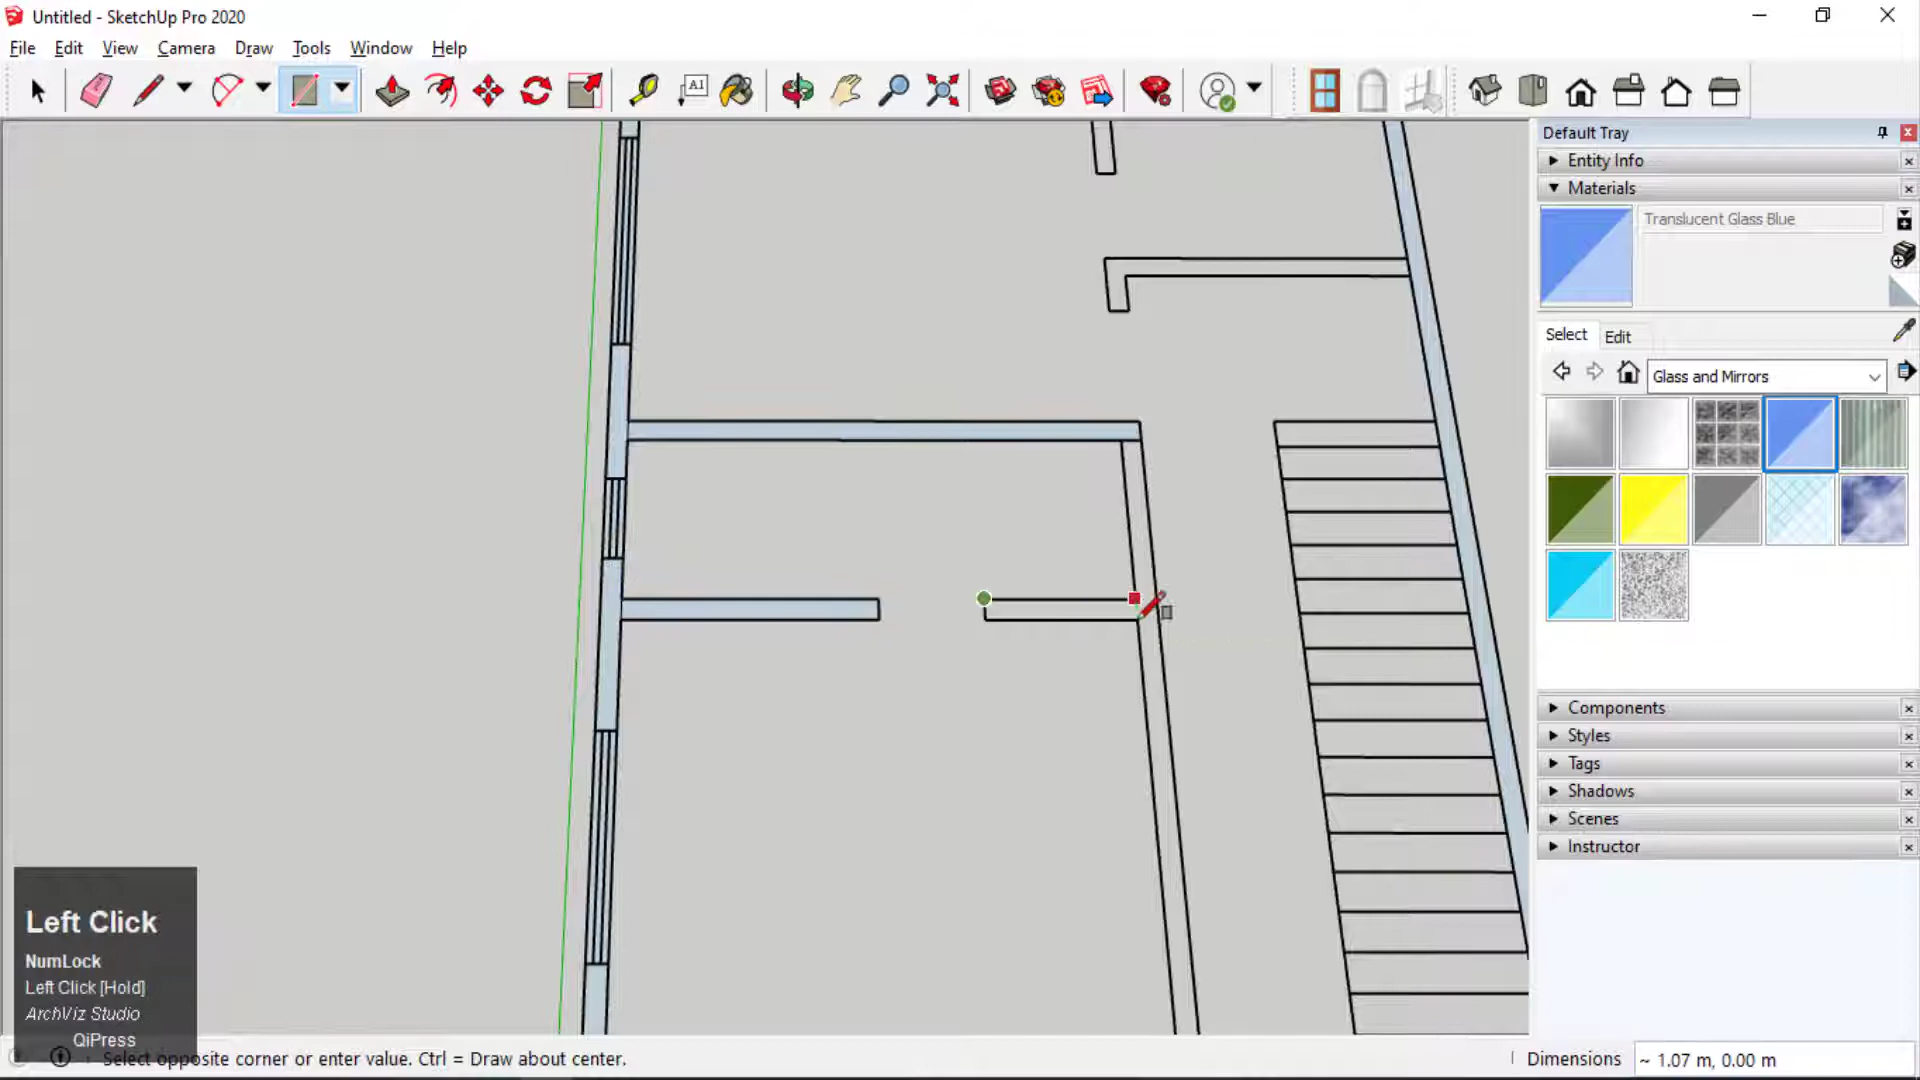 Untitled - SketchUp Pro 2020
File Edit View Camera Draw Tools Window Help
A1
Default Tray
Entity Info
Materials
Translucent Glass Blue
Select Edit
Glass and Mirrors
Components
Styles
Tags
Shadows
Scenes
Instructor
Left Click
NumLock
Left Click [Hold]
ArchViz Studio
QiPress
Select opposite corner or enter value. Ctrl = Draw about center.
Dimensions ~ 1.07 m, 0.00 m